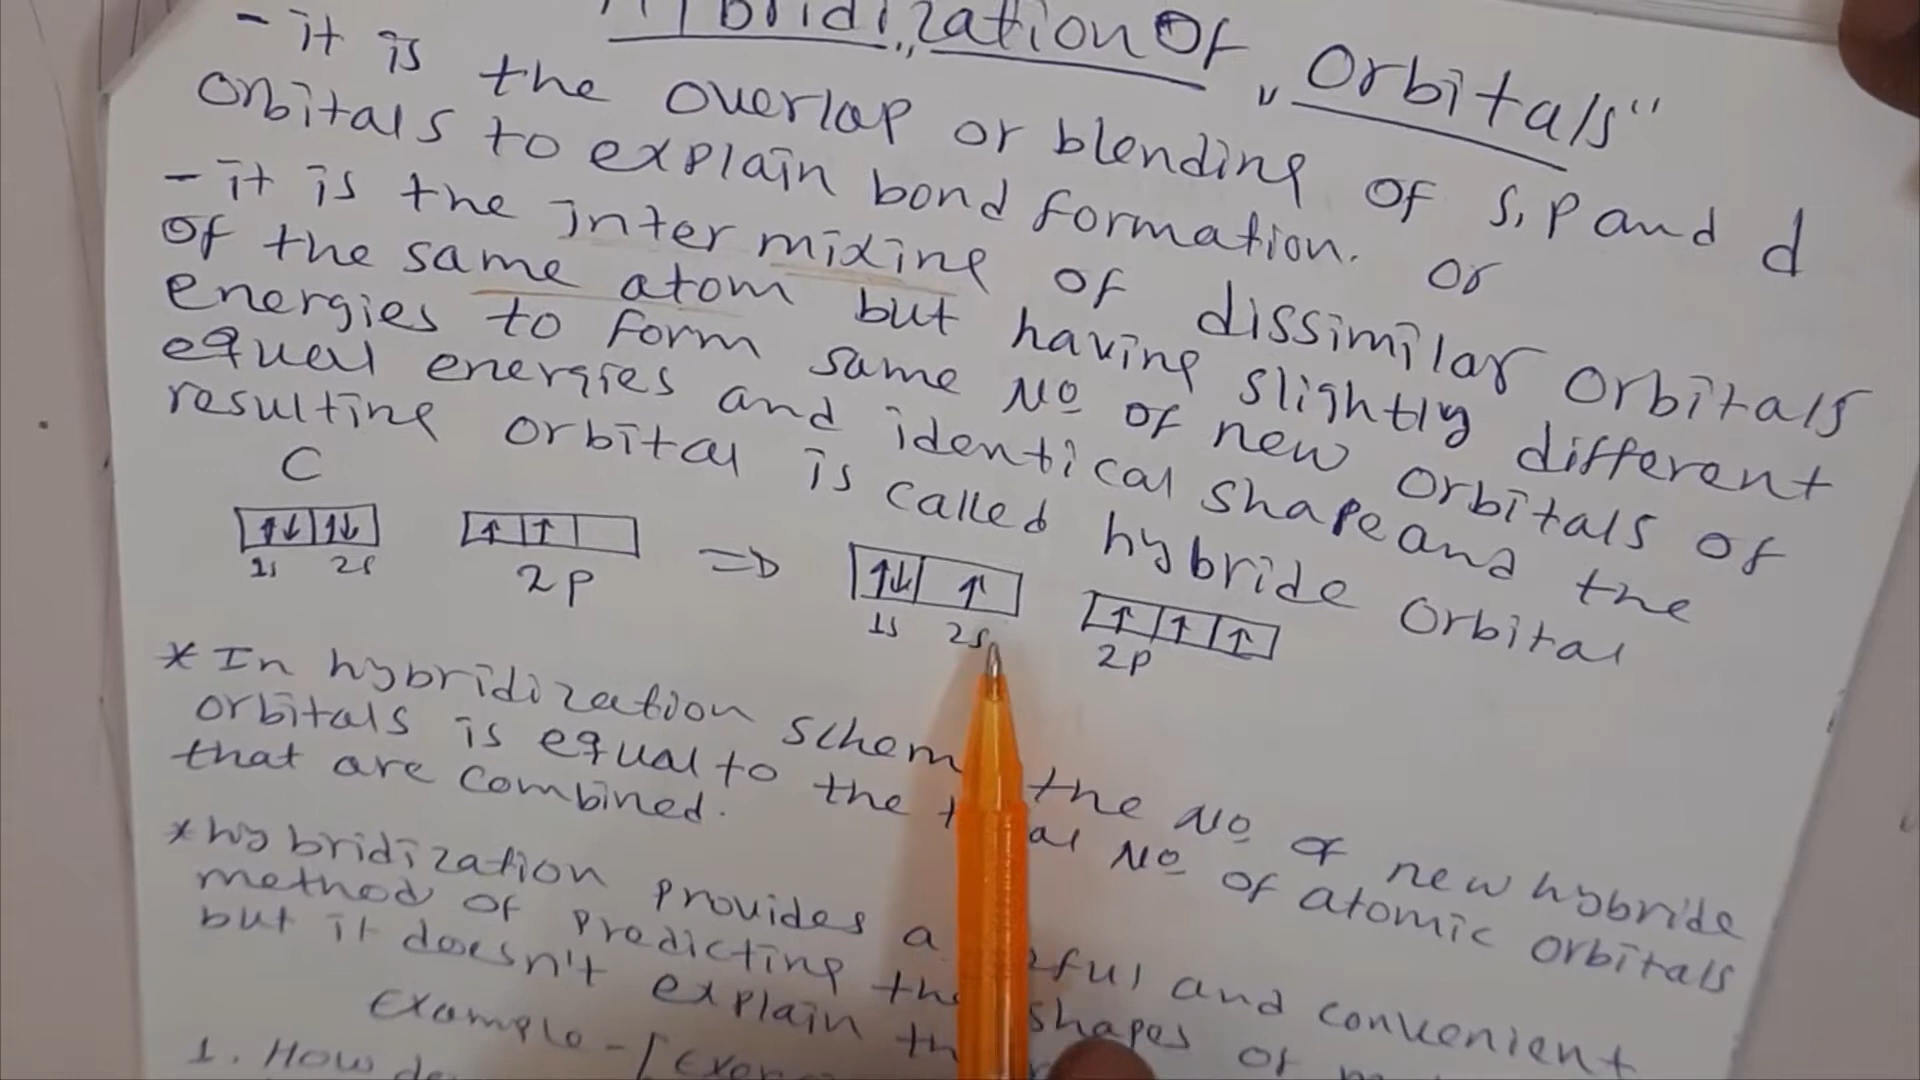 Hybridization Of "Orbitals"
- it is the overlap or blending of s, p and d
orbitals to explain bond formation. or
- it is the inter mixing of dissimilar orbitals
of the same atom but having slightly different
energies to form same No of new orbitals of
equal energies and identical shape and the
resulting orbital is called hybride orbital
C
↑↓ ↑↓ ↑ ↑ => ↑↓ ↑ ↑ ↑ ↑
1s 2s 2p 1s 2s 2p
* In hybridization schem the No of new hybride
orbitals is equal to the total No of atomic orbitals
that are combined.
* hybridization provides a convenient
method of predicting the shapes of
but it doesn't explain
example -
1. How